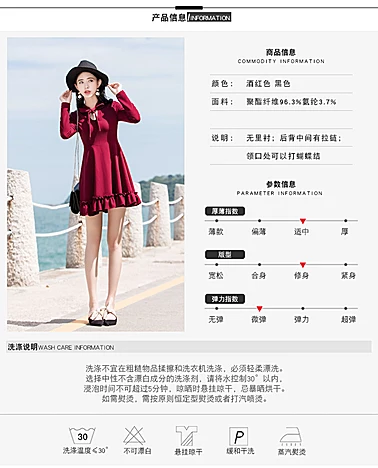 产品信息 INFORMATION
商品信息
COMMODITY INFORMATION
颜色： 酒红色 黑色
面料： 聚酯纤维96.3%氨纶3.7%
说明： 无里衬；后背中间有拉链；
领口处可以打蝴蝶结
参数信息
PARAMETER INFORMATION
厚薄指数
薄款 偏薄 适中 厚
版型
宽松 合身 修身 紧身
弹力指数
无弹 微弹 弹力 超弹
洗涤说明WASH CARE INFORMATION
洗涤不宜在粗糙物品揉擦和洗衣机洗涤，必须轻柔漂洗。
选择中性不含漂白成分的洗涤剂，请将水控制30°以内，
浸泡时间不可超过5分钟，晾晒时悬挂晾干，忌暴晒烘干。
如需熨烫，需按原则恒定型熨烫或者打汽喷烫。
30 P
洗涤温度≤30° 不可漂白 悬挂晾干 缓和干洗 蒸汽熨烫